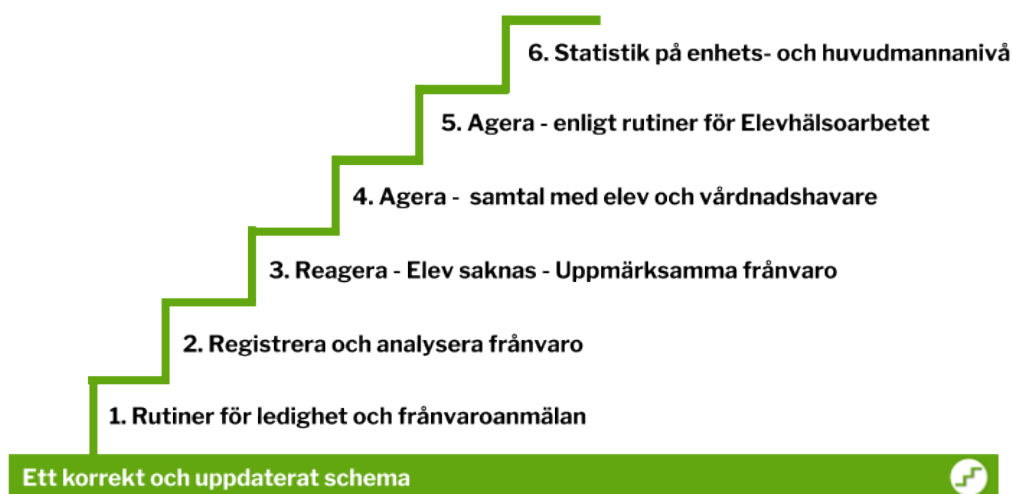 6. Statistik på enhets- och huvudmannanivå
5. Agera - enligt rutiner för Elevhälsoarbetet
4. Agera - samtal med elev och vårdnadshavare
3. Reagera - Elev saknas - Uppmärksamma frånvaro
2. Registrera och analysera frånvaro
1. Rutiner för ledighet och frånvaroanmälan
Ett korrekt och uppdaterat schema